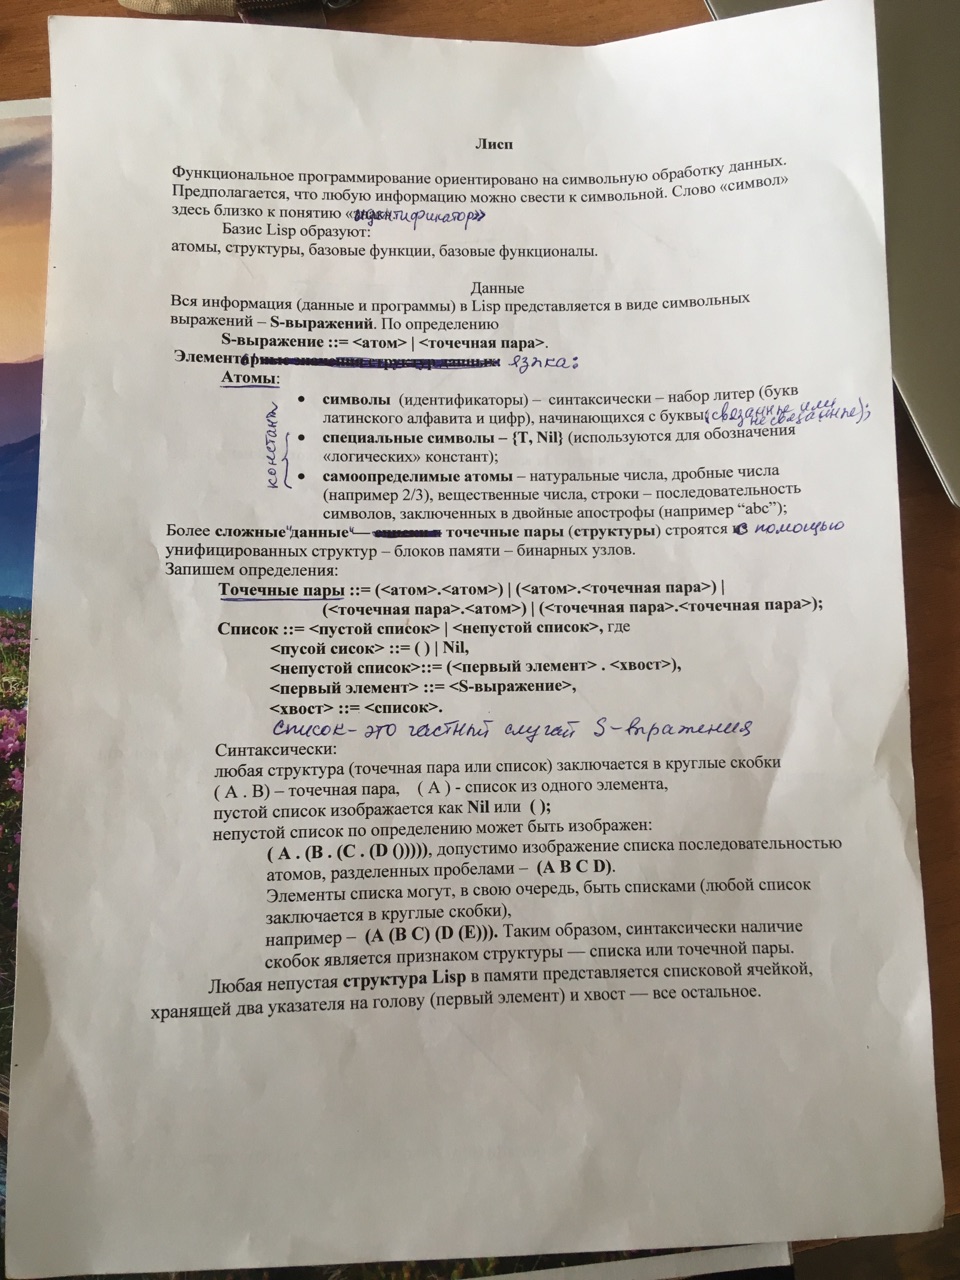 Лисп
Функциональное программирование ориентировано на символьную обработку данных.
Предполагается, что любую информацию можно свести к символьной. Слово «символ»
здесь близко к понятию «идентификатор»
Базис Lisp образуют:
атомы, структуры, базовые функции, базовые функционалы.
Данные
Вся информация (данные и программы) в Lisp представляется в виде символьных
выражений – S-выражений. По определению
S-выражение ::= <атом> | <точечная пара>.
Элементарные значения структур данных языка:
Атомы:
• символы (идентификаторы) – синтаксически – набор литер (букв
латинского алфавита и цифр), начинающихся с буквы (связанные или не связанные);
константы
• специальные символы – {T, Nil} (используются для обозначения
«логических» констант);
• самоопределимые атомы – натуральные числа, дробные числа
(например 2/3), вещественные числа, строки – последовательность
символов, заключенных в двойные апострофы (например “abc”);
Более сложные "данные" — точечные пары (структуры) строятся с помощью
унифицированных структур – блоков памяти – бинарных узлов.
Запишем определения:
Точечные пары ::= (<атом>.<атом>) | (<атом>.<точечная пара>) |
(<точечная пара>.<атом>) | (<точечная пара>.<точечная пара>);
Список ::= <пустой список> | <непустой список>, где
<пусой сисок> ::= ( ) | Nil,
<непустой список>::= (<первый элемент> . <хвост>),
<первый элемент> ::= <S-выражение>,
<хвост> ::= <список>.
Список - это частный случай S-вражения
Синтаксически:
любая структура (точечная пара или список) заключается в круглые скобки
( A . B) – точечная пара, ( A ) - список из одного элемента,
пустой список изображается как Nil или ( );
непустой список по определению может быть изображен:
( A . (B . (C . (D ())))), допустимо изображение списка последовательностью
атомов, разделенных пробелами – (A B C D).
Элементы списка могут, в свою очередь, быть списками (любой список
заключается в круглые скобки),
например – (A (B C) (D (E))). Таким образом, синтаксически наличие
скобок является признаком структуры — списка или точечной пары.
Любая непустая структура Lisp в памяти представляется списковой ячейкой,
хранящей два указателя на голову (первый элемент) и хвост — все остальное.